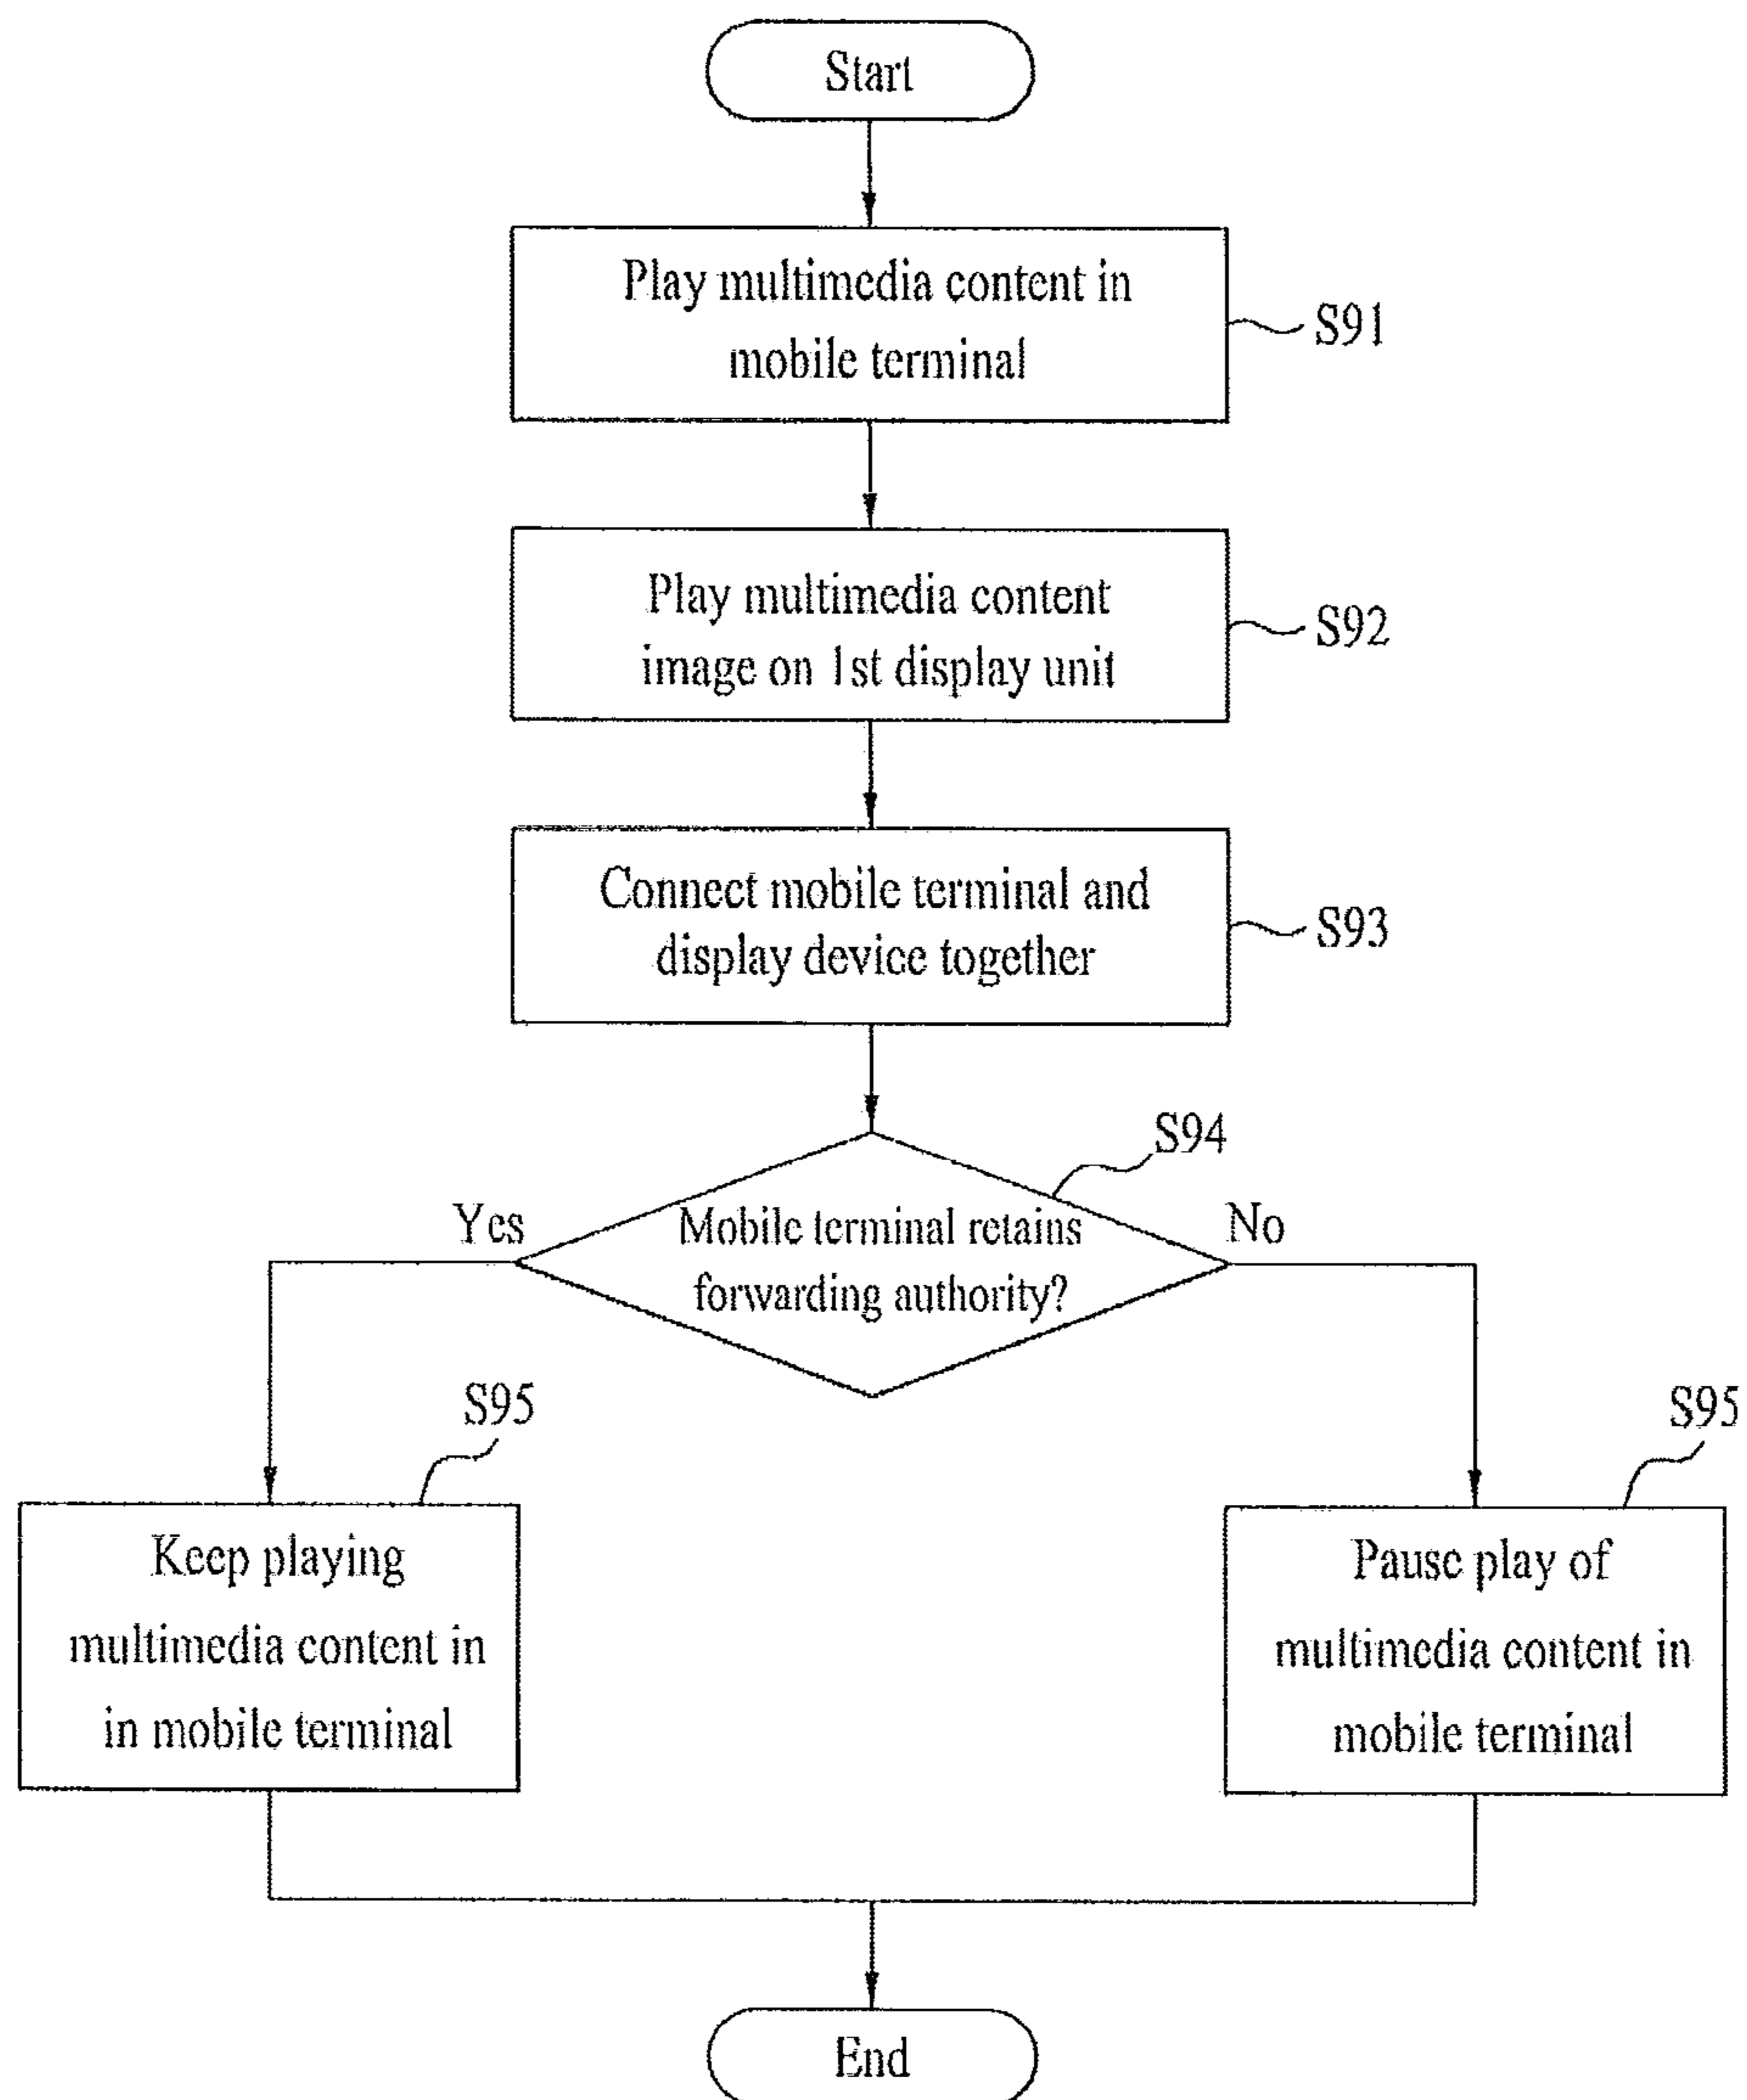 Start
Play multimedia content in
mobile terminal
S91
Play multimedia content
image on 1st display unit
S92
Connect mobile terminal and
display device together
S93
S94
Yes
Mobile terminal retains
forwarding authority?
No
S95
Keep playing
multimedia content in
in mobile terminal
S95
Pause play of
multimedia content in
mobile terminal
End